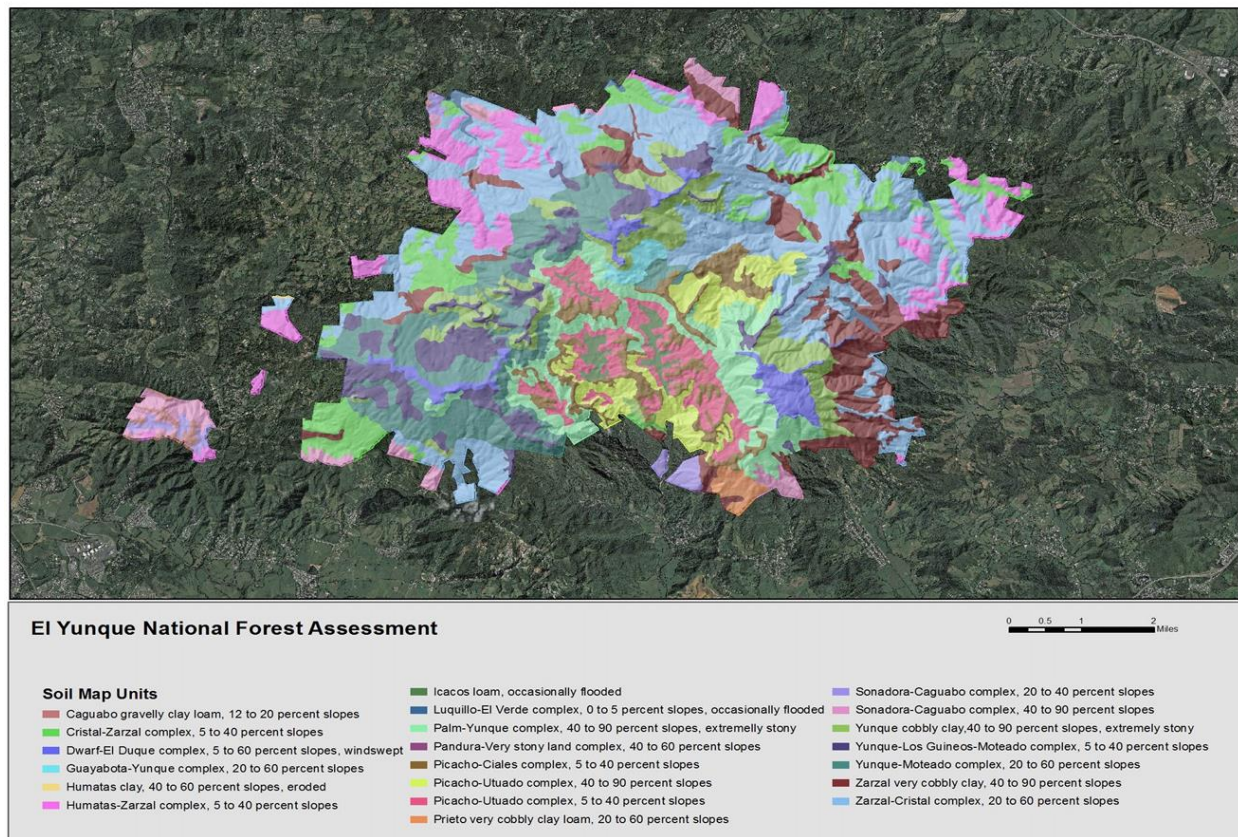 El Yunque National Forest Assessment
0 0.5 1 2
Miles
Soil Map Units
Caguabo gravelly clay loam, 12 to 20 percent slopes
Cristal-Zarzal complex, 5 to 40 percent slopes
Dwarf-El Duque complex, 5 to 60 percent slopes, windswept
Guayabota-Yunque complex, 20 to 60 percent slopes
Humatas clay, 40 to 60 percent slopes, eroded
Humatas-Zarzal complex, 5 to 40 percent slopes
Icacos loam, occasionally flooded
Luquillo-El Verde complex, 0 to 5 percent slopes, occasionally flooded
Palm-Yunque complex, 40 to 90 percent slopes, extremelly stony
Pandura-Very stony land complex, 40 to 60 percent slopes
Picacho-Ciales complex, 5 to 40 percent slopes
Picacho-Utuado complex, 40 to 90 percent slopes
Picacho-Utuado complex, 5 to 40 percent slopes
Prieto very cobbly clay loam, 20 to 60 percent slopes
Sonadora-Caguabo complex, 20 to 40 percent slopes
Sonadora-Caguabo complex, 40 to 90 percent slopes
Yunque cobbly clay,40 to 90 percent slopes, extremely stony
Yunque-Los Guineos-Moteado complex, 5 to 40 percent slopes
Yunque-Moteado complex, 20 to 60 percent slopes
Zarzal very cobbly clay, 40 to 90 percent slopes
Zarzal-Cristal complex, 20 to 60 percent slopes